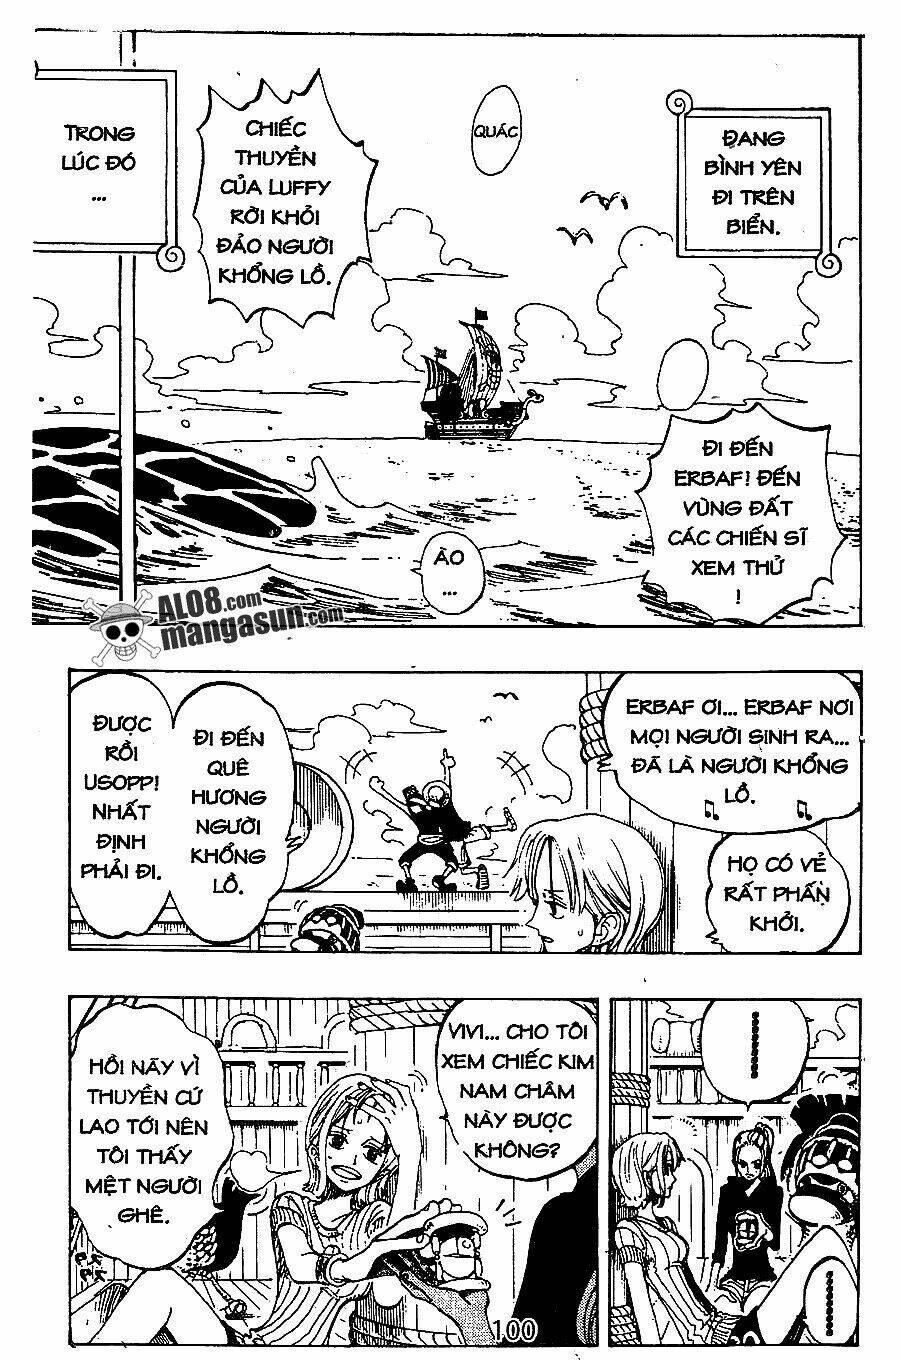 TRONG
LÚC ĐÓ
...
CHIẾC
THUYỀN
CỦA LUFFY
RỜI KHỎI
ĐẢO NGƯỜI
KHỔNG LỒ.
QUÁC
ĐANG
BÌNH YÊN
ĐI TRÊN
BIỂN.
ĐI ĐẾN
ERBAF! ĐẾN
VÙNG ĐẤT
CÁC CHIẾN SĨ
XEM THỬ
!
ÀO
...
AL08.com
mangasun.com
ĐƯỢC
RỒI
USOPP!
NHẤT
ĐỊNH
PHẢI ĐI.
ĐI ĐẾN
QUÊ
HƯƠNG
NGƯỜI
KHỔNG
LỒ.
ERBAF ƠI... ERBAF NƠI
MỌI NGƯỜI SINH RA...
ĐÃ LÀ NGƯỜI KHỔNG
LỒ.
HỌ CÓ VẺ
RẤT PHẤN
KHỞI.
HỒI NÃY VÌ
THUYỀN CỨ
LAO TỚI NÊN
TÔI THẤY
MỆT NGƯỜI
GHÊ.
VIVI... CHO TÔI
XEM CHIẾC KIM
NAM CHÂM
NÀY ĐƯỢC
KHÔNG?
100